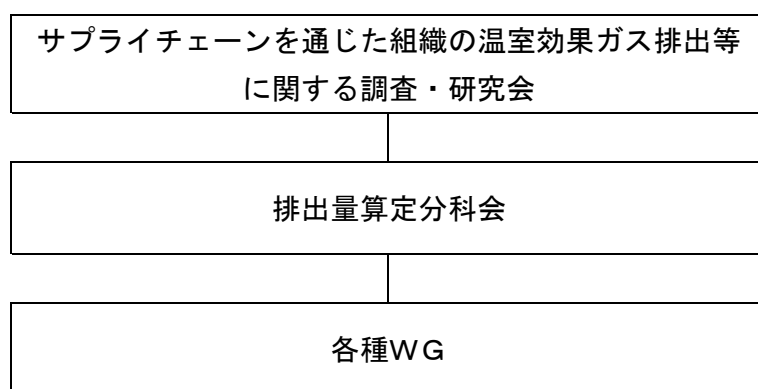 サプライチェーンを通じた組織の温室効果ガス排出等
に関する調査・研究会
排出量算定分科会
各種ＷＧ